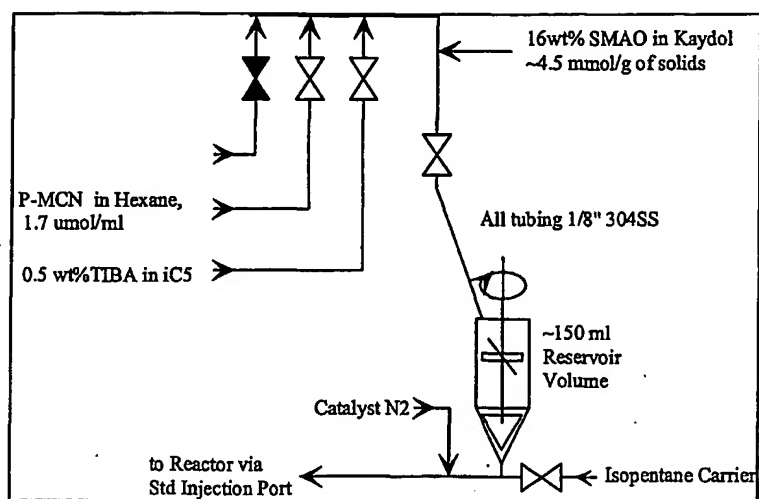 16wt% SMAO in Kaydol
~4.5 mmol/g of solids
P-MCN in Hexane,
1.7 umol/ml
All tubing 1/8" 304SS
0.5 wt%TIBA in iC5
~150 ml
Reservoir
Volume
Catalyst N2
to Reactor via
Std Injection Port
Isopentane Carrier